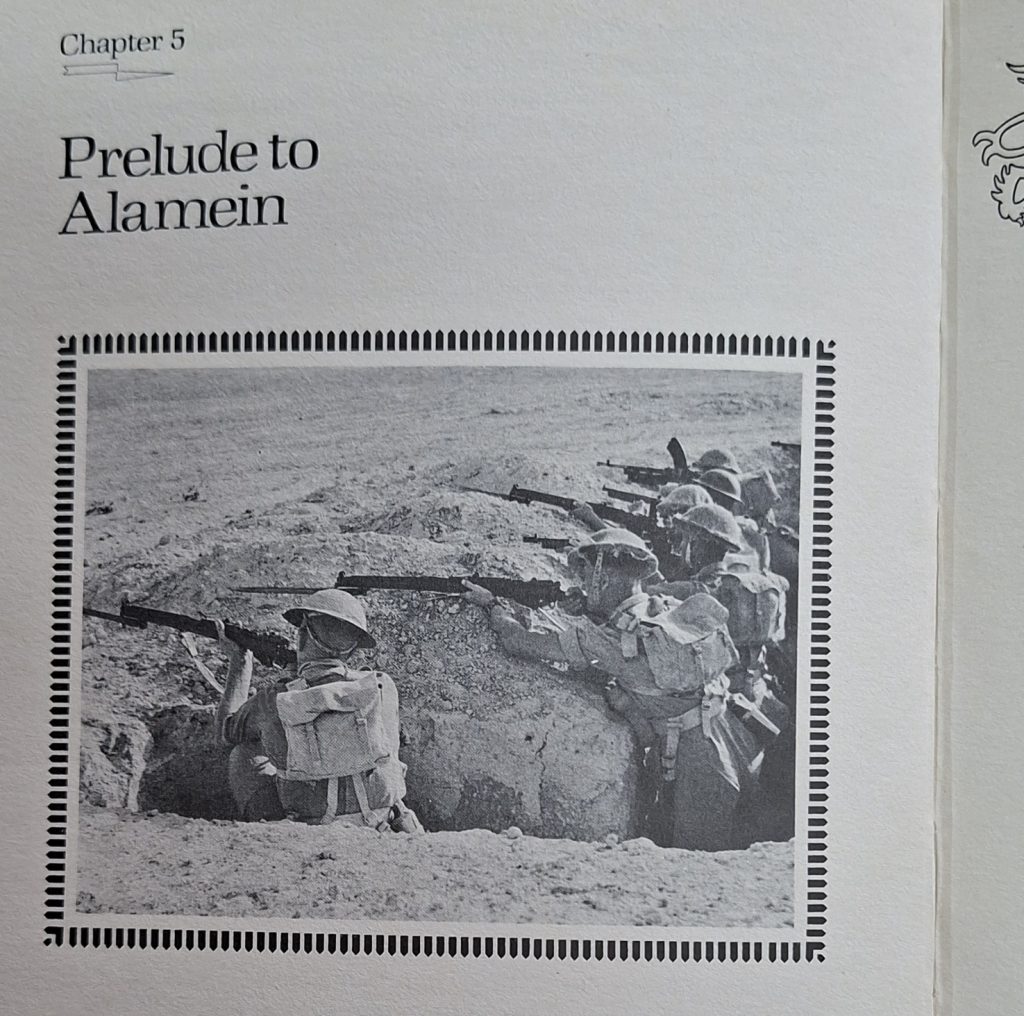 Chapter 5
Prelude to
Alamein